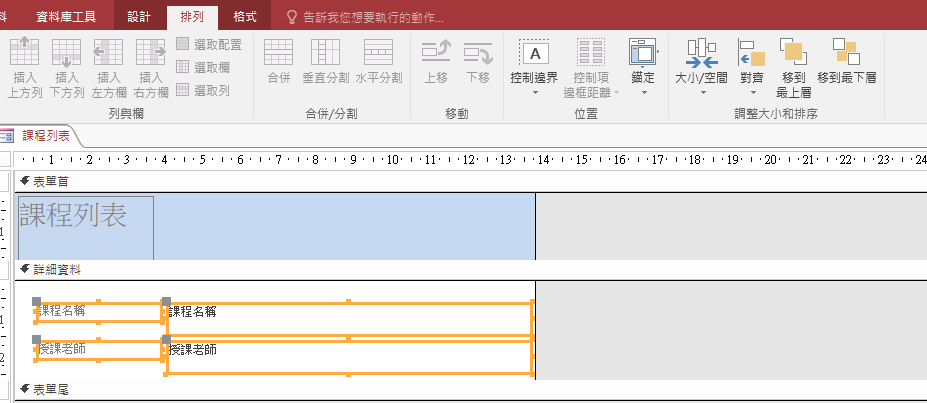 料 資料庫工具 設計 排列 格式 告訴我您想要執行的動作...
插入上方列 插入下方列 插入左方欄 插入右方欄 選取配置 選取欄 選取列 合併 垂直分割 水平分割 上移 下移 控制邊界 控制項邊框距離 錨定 大小/空間 對齊 移到最上層 移到最下層
列與欄 合併/分割 移動 位置 調整大小和排序
課程列表
1 2 3 4 5 6 7 8 9 10 11 12 13 14 15 16 17 18 19 20 21 22 23 24
表單首
課程列表
1
詳細資料
課程名稱 課程名稱
1
授課老師 授課老師
2
表單尾